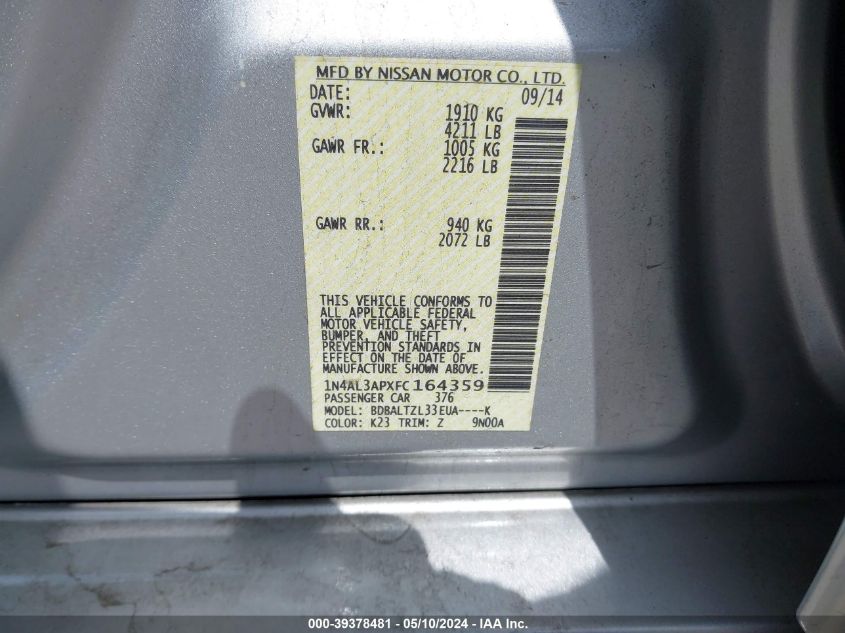 MFD BY NISSAN MOTOR CO., LTD.
DATE: 09/14
GVWR: 1910 KG
4211 LB
GAWR FR.: 1005 KG
2216 LB
GAWR RR.: 940 KG
2072 LB
THIS VEHICLE CONFORMS TO
ALL APPLICABLE FEDERAL
MOTOR VEHICLE SAFETY,
BUMPER, AND THEFT
PREVENTION STANDARDS IN
EFFECT ON THE DATE OF
MANUFACTURE SHOWN ABOVE.
1N4AL3APXFC164359
PASSENGER CAR 376
MODEL: BDBALTZL33EUA----K
COLOR: K23 TRIM: Z 9N00A
000-39378481 - 05/10/2024 - © IAA Holdings, LLC.